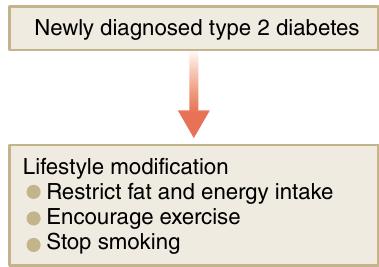 Newly diagnosed type 2 diabetes
Lifestyle modification
Restrict fat and energy intake
Encourage exercise
Stop smoking